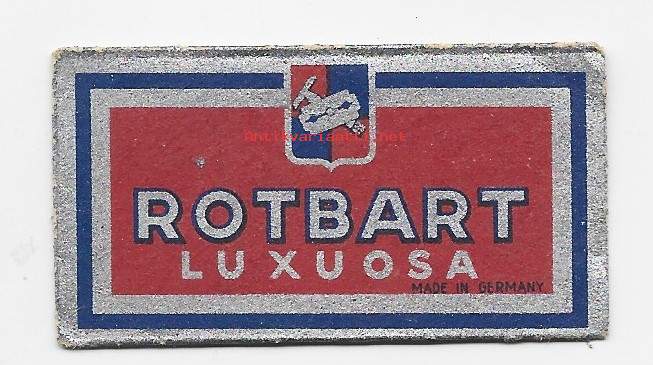 Antikvariaatti.net
ROTBART
LUXUOSA
MADE IN GERMANY